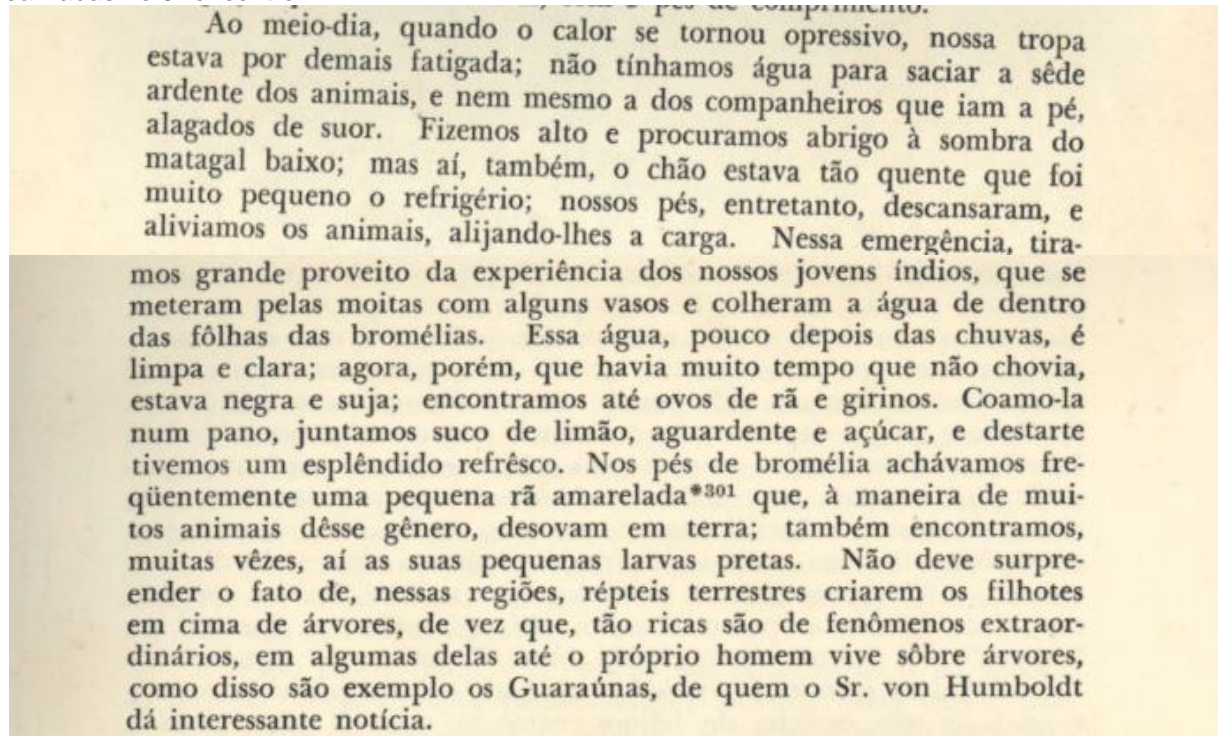 pés de comprimento.
Ao meio-dia, quando o calor se tornou opressivo, nossa tropa
estava por demais fatigada; não tínhamos água para saciar a sêde
ardente dos animais, e nem mesmo a dos companheiros que iam a pé,
alagados de suor. Fizemos alto e procuramos abrigo à sombra do
matagal baixo; mas aí, também, o chão estava tão quente que foi
muito pequeno o refrigério; nossos pés, entretanto, descansaram, e
aliviamos os animais, alijando-lhes a carga. Nessa emergência, tira-
mos grande proveito da experiência dos nossos jovens índios, que se
meteram pelas moitas com alguns vasos e colheram a água de dentro
das fôlhas das bromélias. Essa água, pouco depois das chuvas, é
limpa e clara; agora, porém, que havia muito tempo que não chovia,
estava negra e suja; encontramos até ovos de rã e girinos. Coamo-la
num pano, juntamos suco de limão, aguardente e açúcar, e destarte
tivemos um esplêndido refrêsco. Nos pés de bromélia achávamos fre-
qüentemente uma pequena rã amarelada*301 que, à maneira de mui-
tos animais dêsse gênero, desovam em terra; também encontramos,
muitas vêzes, aí as suas pequenas larvas pretas. Não deve surpre-
ender o fato de, nessas regiões, répteis terrestres criarem os filhotes
em cima de árvores, de vez que, tão ricas são de fenômenos extraor-
dinários, em algumas delas até o próprio homem vive sôbre árvores,
como disso são exemplo os Guaraúnas, de quem o Sr. von Humboldt
dá interessante notícia.